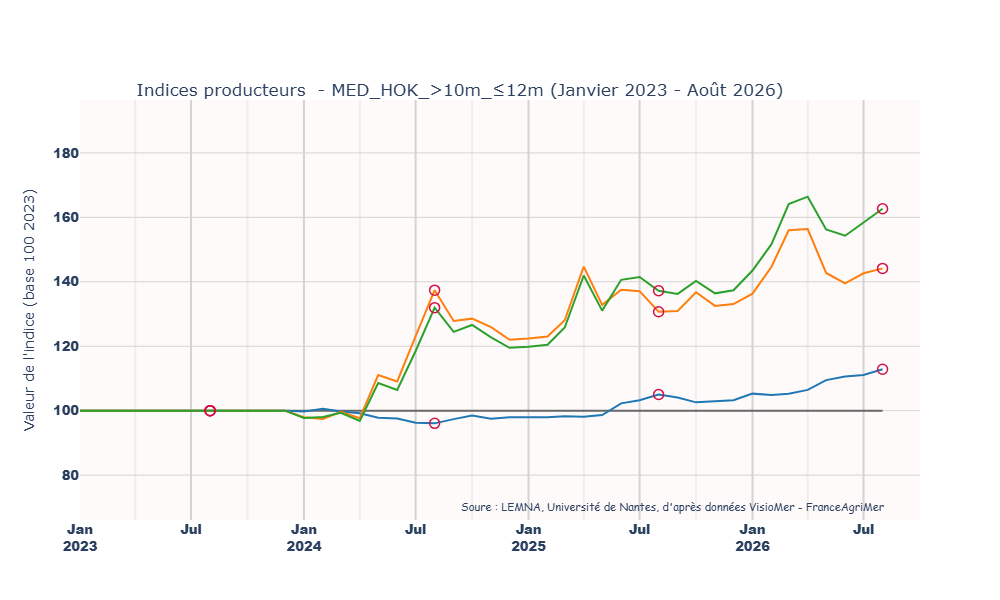 Indices producteurs  - MED_HOK_>10m_≤12m (Janvier 2023 - Août 2026)
Valeur de l'indice (base 100 2023)
180
160
140
120
100
80
Soure : LEMNA, Université de Nantes, d'après données VisioMer - FranceAgriMer
Jan Jul Jan Jul Jan Jul Jan Jul
2023 2024 2025 2026